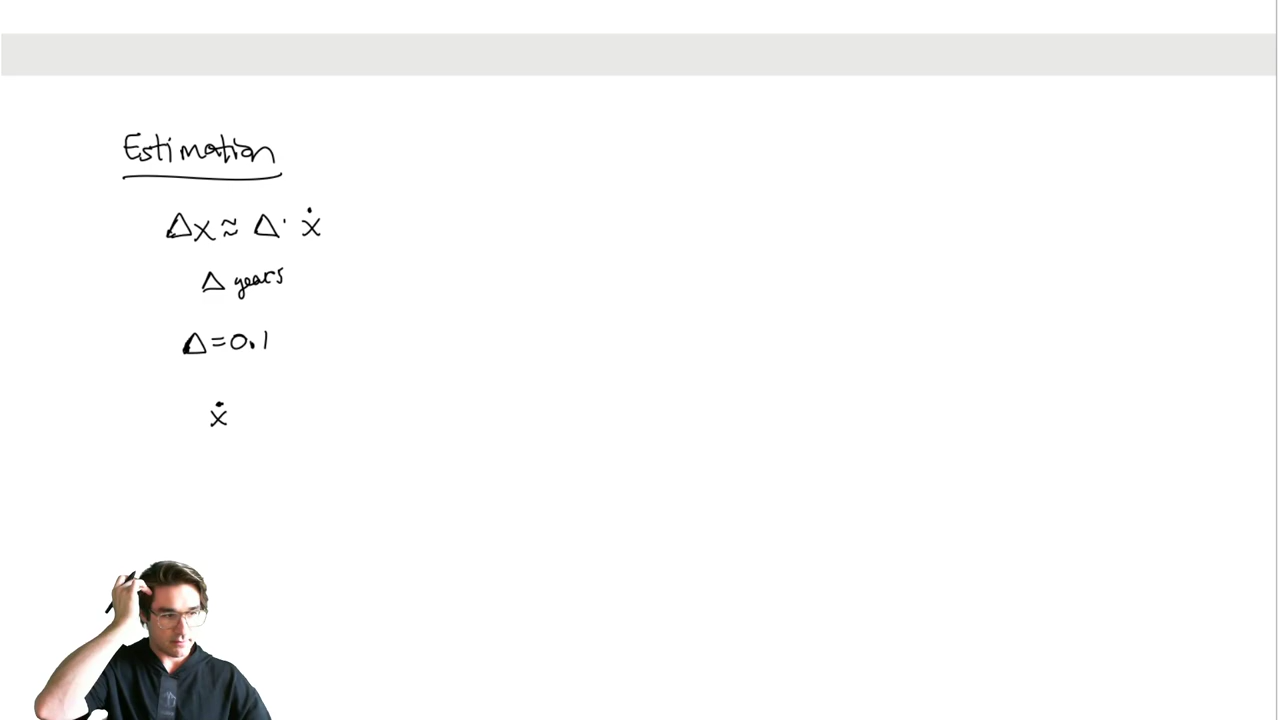 Estimation
Δx ≈ Δ · ẋ
Δ years
Δ = 0.1
ẋ